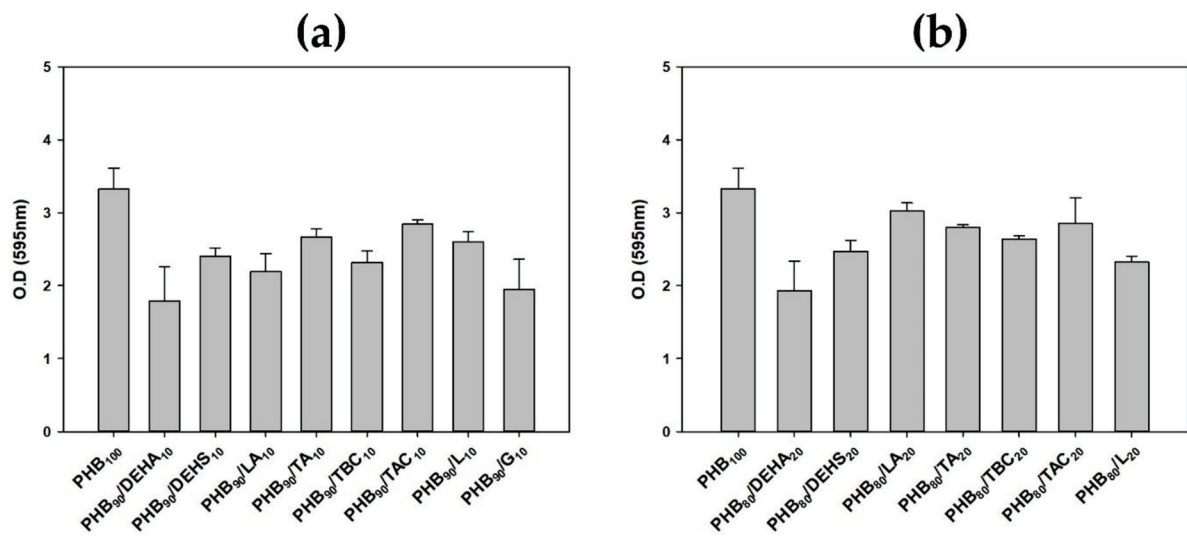 (a)
5
4
3
2
1
0
O.D (595nm)
PHB₁₀₀
PHB₉₀/DEHA₁₀
PHB₉₀/DEHS₁₀
PHB₉₀/LA₁₀
PHB₉₀/TA₁₀
PHB₉₀/TBC₁₀
PHB₉₀/TAC₁₀
PHB₉₀/L₁₀
PHB₉₀/G₁₀
(b)
5
4
3
2
1
0
O.D (595nm)
PHB₁₀₀
PHB₈₀/DEHA₂₀
PHB₈₀/DEHS₂₀
PHB₈₀/LA₂₀
PHB₈₀/TA₂₀
PHB₈₀/TBC₂₀
PHB₈₀/TAC₂₀
PHB₈₀/L₂₀